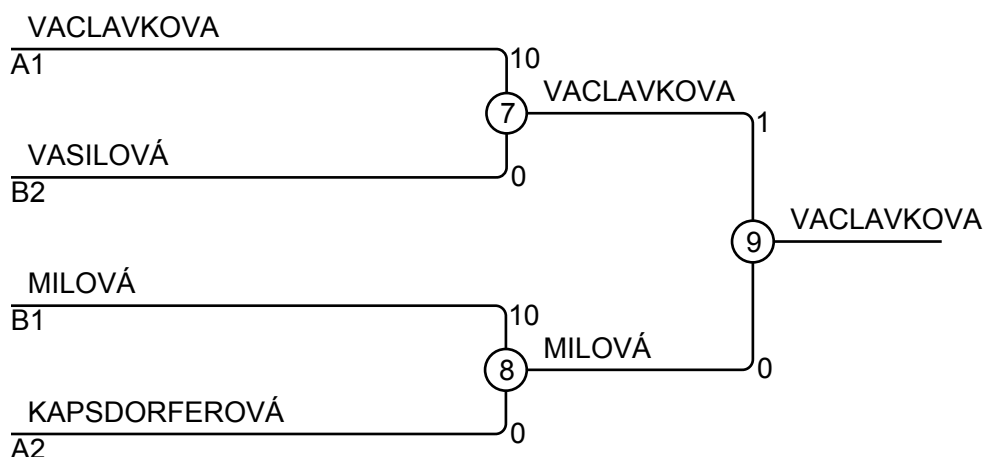 VACLAVKOVA
A1
10
7
VACLAVKOVA
1
VASILOVÁ
B2
0
9
VACLAVKOVA
MILOVÁ
B1
10
8
MILOVÁ
0
KAPSDORFEROVÁ
A2
0